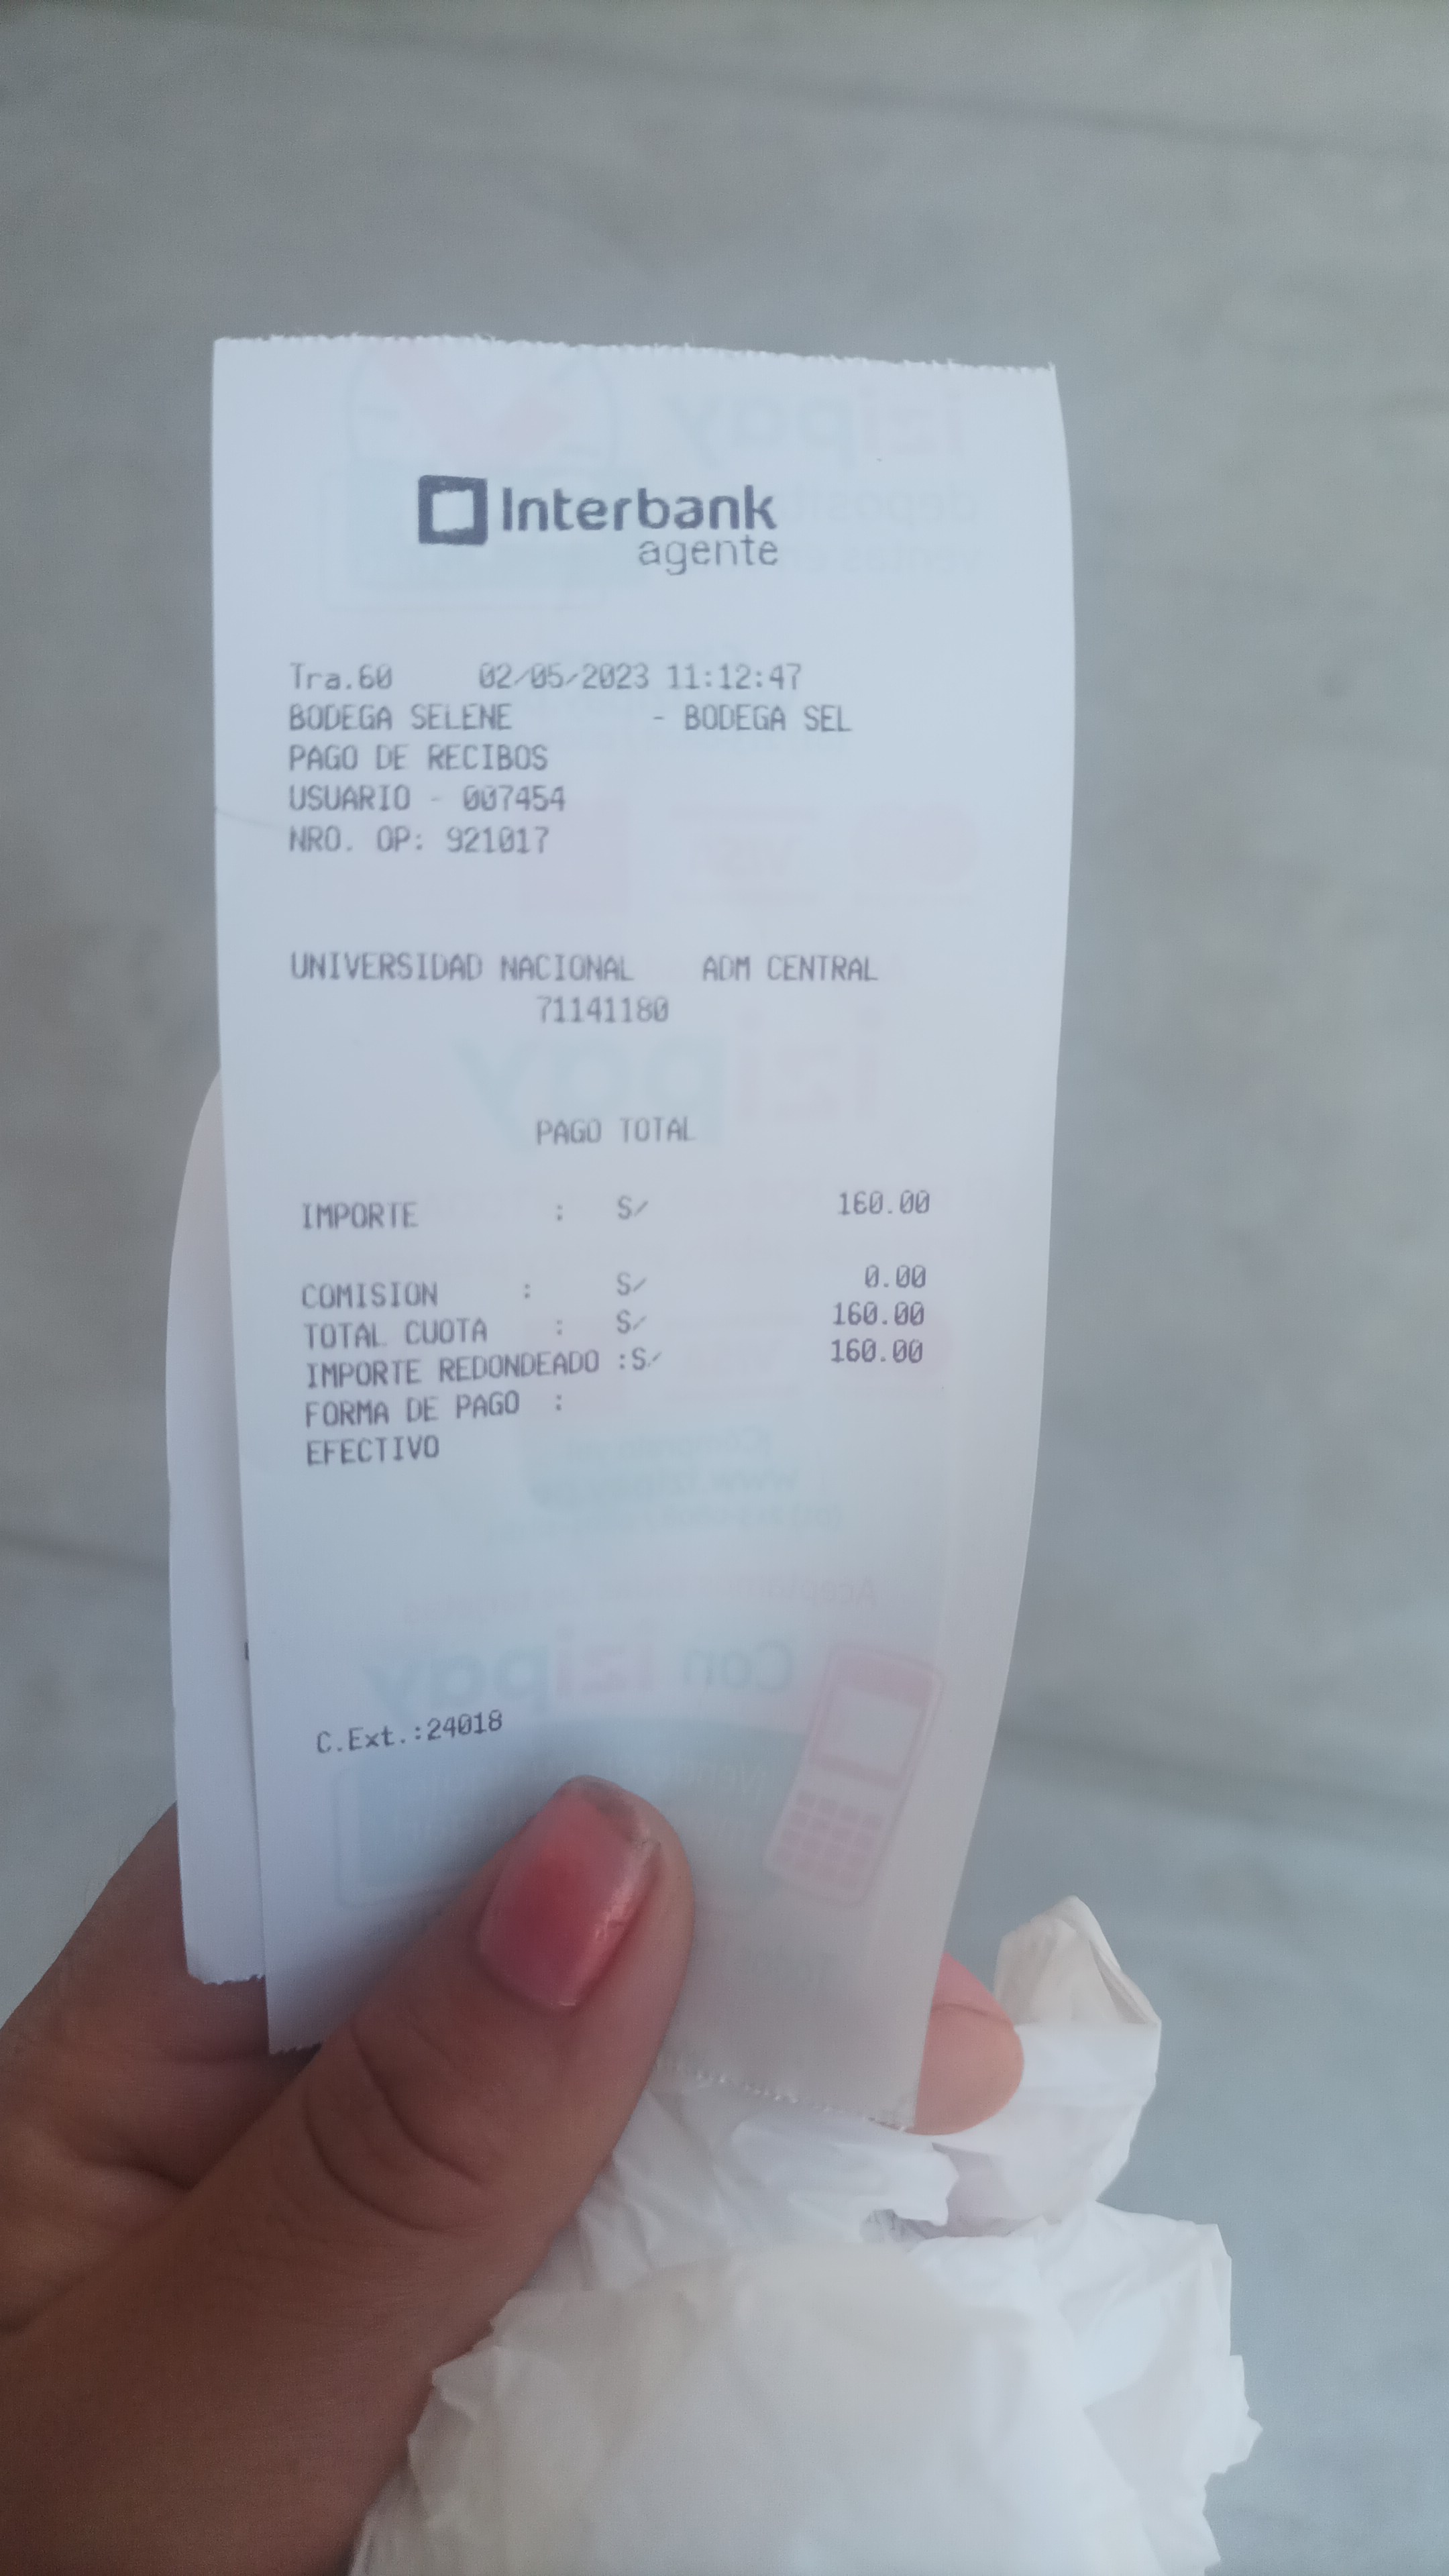 Interbank
agente
Tra.60 02/05/2023 11:12:47
BODEGA SELENE - BODEGA SEL
PAGO DE RECIBOS
USUARIO - 007454
NRO. OP: 921017
UNIVERSIDAD NACIONAL ADM CENTRAL
71141180
PAGO TOTAL
IMPORTE : S/ 160.00
COMISION : S/ 0.00
TOTAL CUOTA : S/ 160.00
IMPORTE REDONDEADO :S/ 160.00
FORMA DE PAGO :
EFECTIVO
C.Ext.:24018